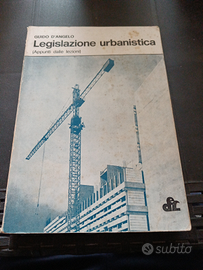 GUIDO D'ANGELO
Legislazione urbanistica
(Appunti dalle lezioni)
subito